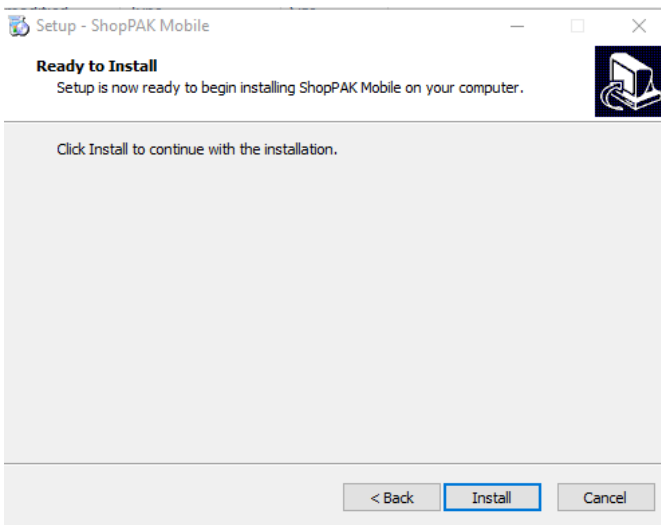 Setup - ShopPAK Mobile
Ready to Install
Setup is now ready to begin installing ShopPAK Mobile on your computer.
Click Install to continue with the installation.
< Back Install Cancel